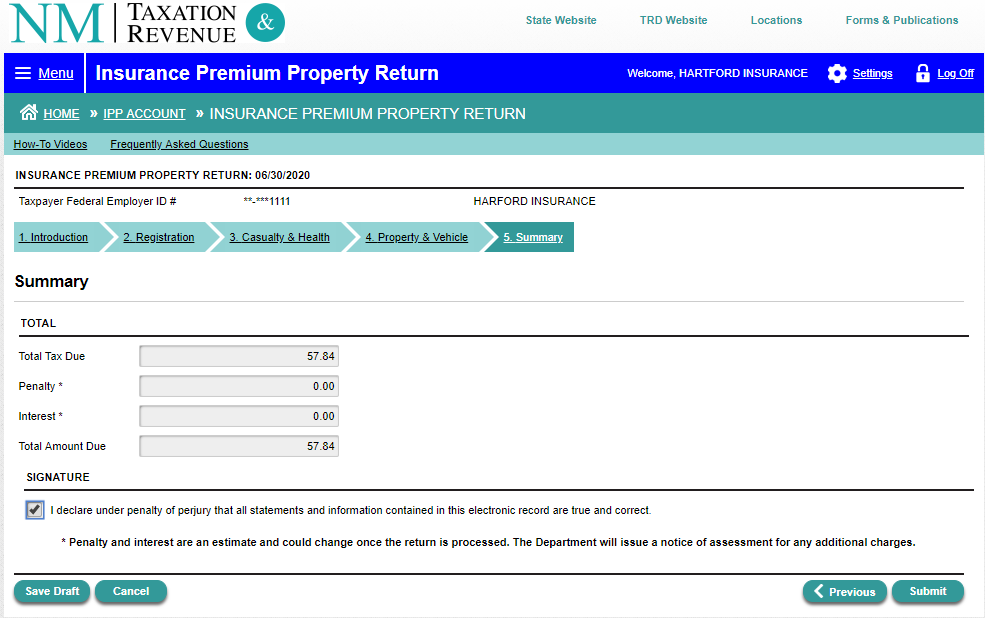 NM TAXATION & REVENUE
State Website TRD Website Locations Forms & Publications
Menu Insurance Premium Property Return Welcome, HARTFORD INSURANCE Settings Log Off
HOME » IPP ACCOUNT » INSURANCE PREMIUM PROPERTY RETURN
How-To Videos Frequently Asked Questions
INSURANCE PREMIUM PROPERTY RETURN: 06/30/2020
Taxpayer Federal Employer ID # **-***1111 HARFORD INSURANCE
1. Introduction 2. Registration 3. Casualty & Health 4. Property & Vehicle 5. Summary
Summary
TOTAL
Total Tax Due 57.84
Penalty * 0.00
Interest * 0.00
Total Amount Due 57.84
SIGNATURE
I declare under penalty of perjury that all statements and information contained in this electronic record are true and correct.
* Penalty and interest are an estimate and could change once the return is processed. The Department will issue a notice of assessment for any additional charges.
Save Draft Cancel Previous Submit